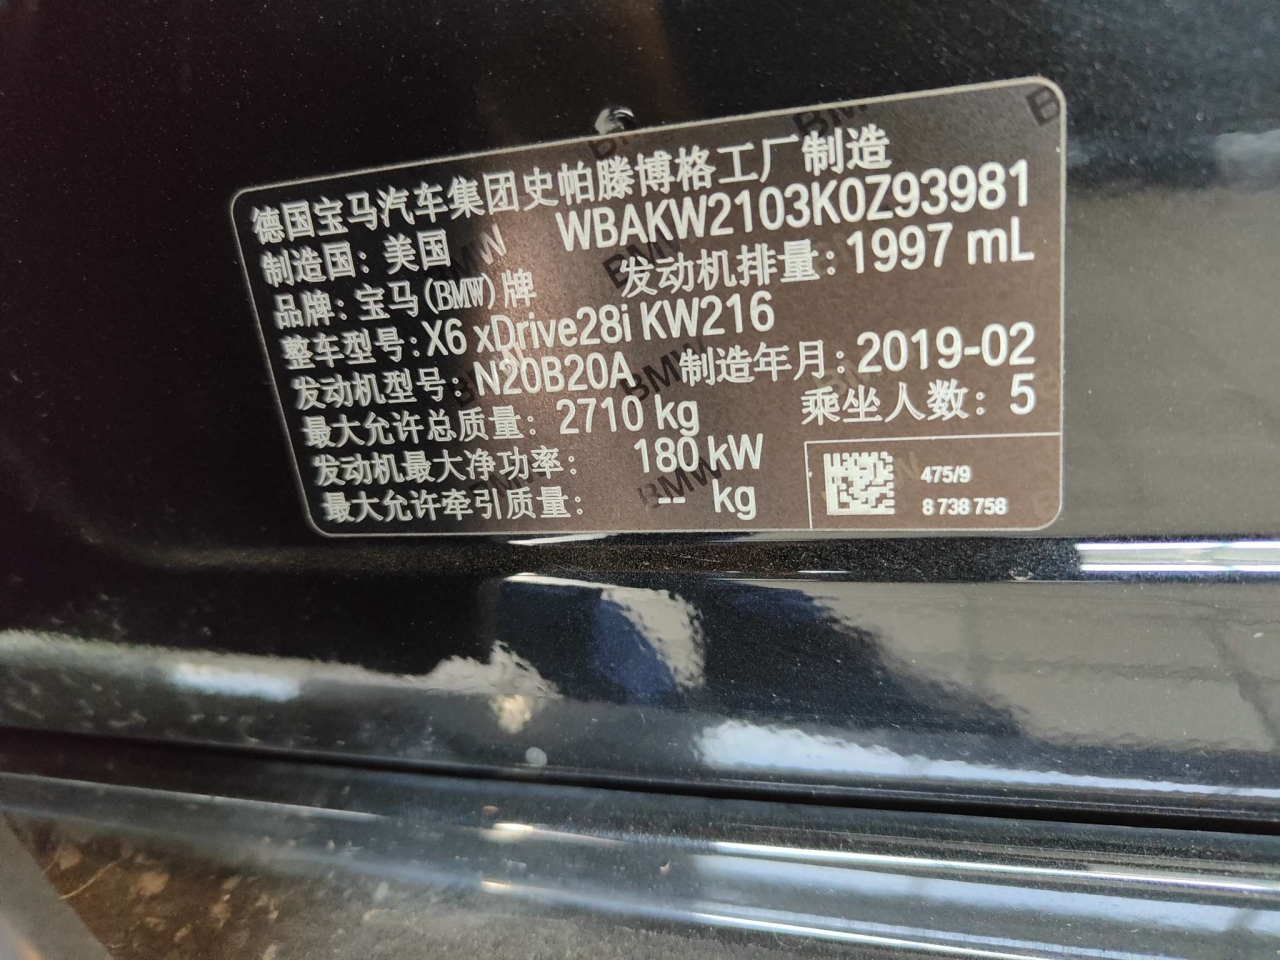 德国宝马汽车集团史帕滕博格工厂制造
制造国: 美国 WBAKW2103K0Z93981
品牌: 宝马(BMW)牌 发动机排量: 1997 mL
整车型号: X6 xDrive28i KW216
发动机型号: N20B20A 制造年月: 2019-02
最大允许总质量: 2710 kg 乘坐人数: 5
发动机最大净功率: 180 kW
最大允许牵引质量: -- kg
475/9
8 738 758